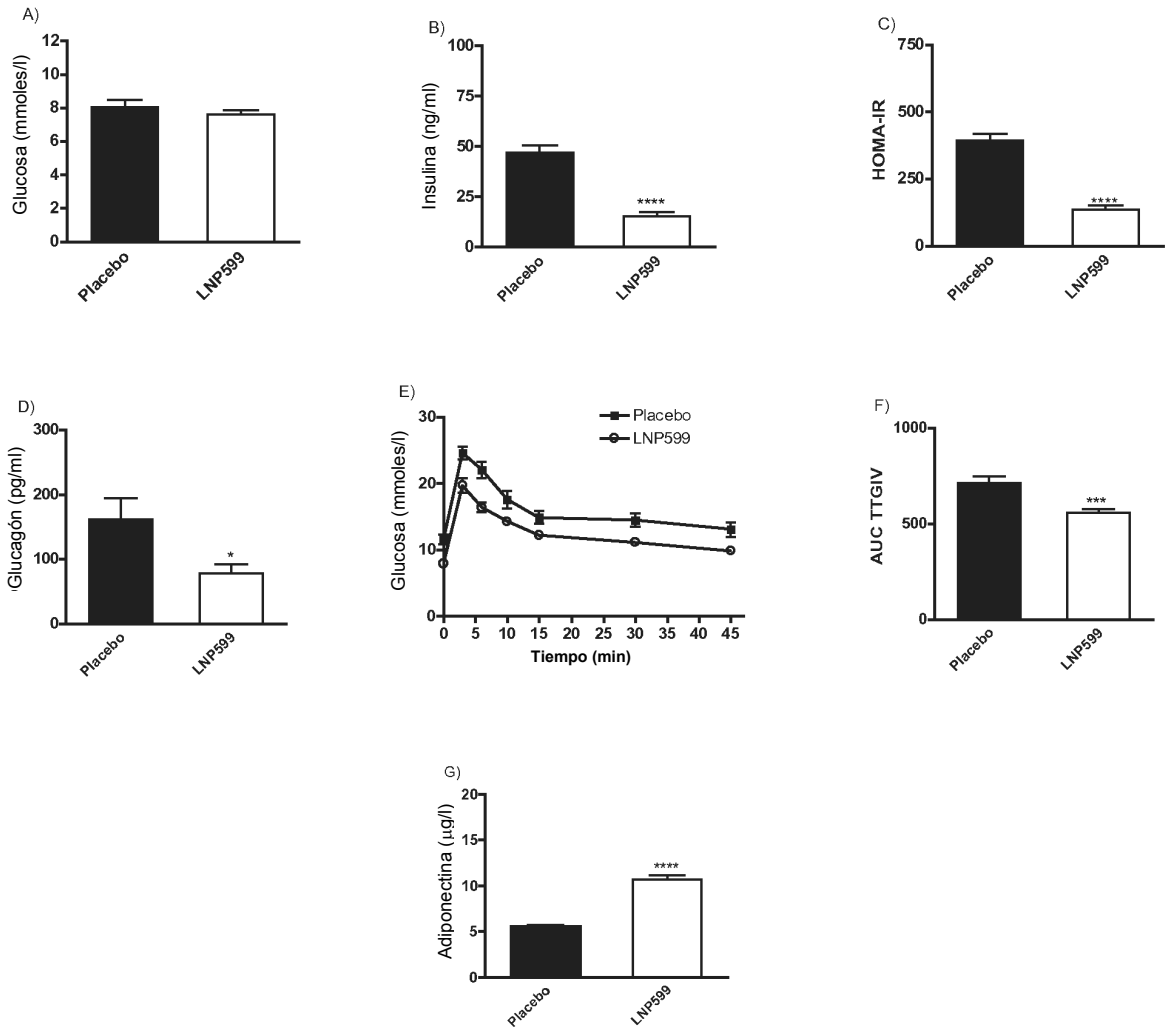 A)
Glucosa (mmoles/l)
12
10
8
6
4
2
0
Placebo
LNP599
B)
Insulina (ng/ml)
100
75
50
25
0
****
Placebo
LNP599
C)
HOMA-IR
750
500
250
0
****
Placebo
LNP599
D)
Glucagón (pg/ml)
300
200
100
0
*
Placebo
LNP599
E)
Glucosa (mmoles/l)
30
20
10
0
Placebo
LNP599
0 5 10 15 20 25 30 35 40 45
Tiempo (min)
F)
AUC TTGIV
1000
500
0
***
Placebo
LNP599
G)
Adiponectina (µg/l)
20
15
10
5
0
****
Placebo
LNP599